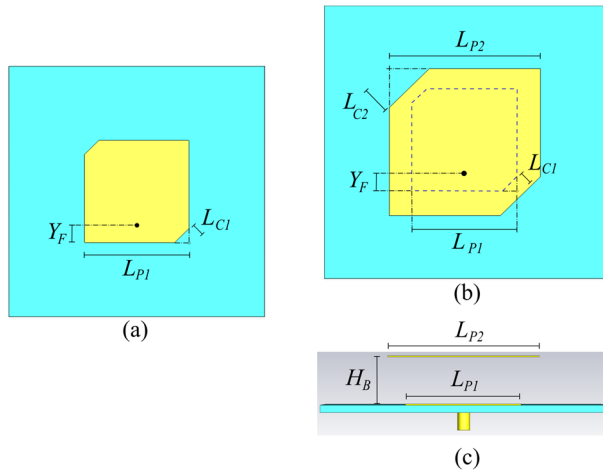 Y_F
L_C1
L_P1
(a)
L_P2
L_C2
Y_F
L_C1
L_P1
(b)
L_P2
H_B
L_P1
(c)